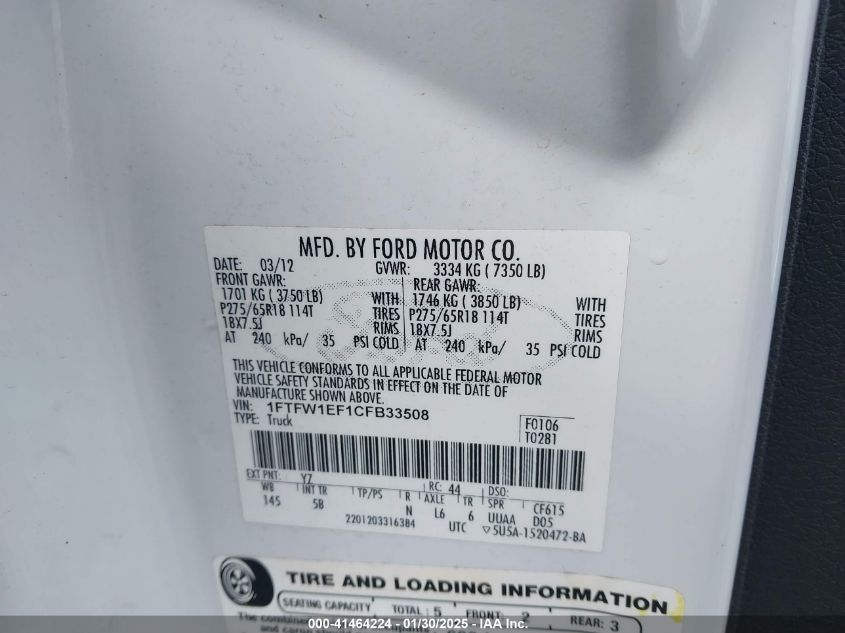 MFD. BY FORD MOTOR CO.
DATE: 03/12 GVWR: 3334 KG ( 7350 LB)
FRONT GAWR: REAR GAWR:
1701 KG ( 3750 LB) WITH 1746 KG ( 3850 LB) WITH
P275/65R18 114T TIRES P275/65R18 114T TIRES
18X7.5J RIMS 18X7.5J RIMS
AT 240 kPa/ 35 PSI COLD AT 240 kPa/ 35 PSI COLD
THIS VEHICLE CONFORMS TO ALL APPLICABLE FEDERAL MOTOR
VEHICLE SAFETY STANDARDS IN EFFECT ON THE DATE OF
MANUFACTURE SHOWN ABOVE.
VIN: 1FTFW1EF1CFB33508
TYPE: Truck
F0106
T0281
EXT PNT: YZ RC: 44 DSO:
WB INT TR TP/PS R AXLE TR SPR CF615
145 5B N L6 6 UUAA D05
2201203316384 UTC ▽5U5A-1520472-BA
TIRE AND LOADING INFORMATION
SEATING CAPACITY TOTAL: 5 FRONT: 2 REAR: 3
The combined
000-41464224 - 01/30/2025 - IAAI Inc.